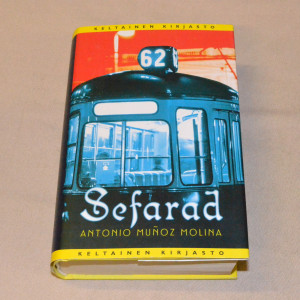 KELTAINEN KIRJASTO
62
Sefarad
ANTONIO MUÑOZ MOLINA
KELTAINEN KIRJASTO